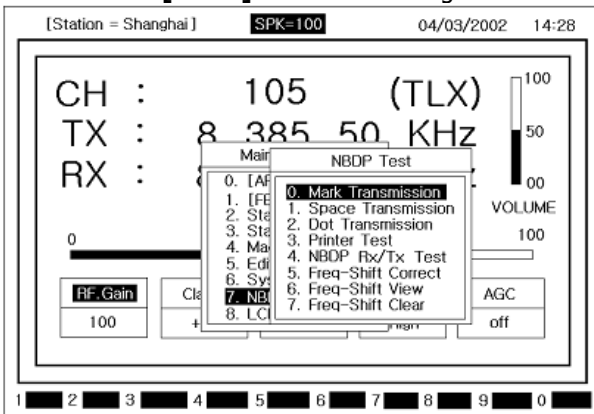 [Station = Shanghai] SPK=100 04/03/2002 14:28
CH : 105 (TLX)
TX : 8 385 50 KHz
RX :
100
50
00
VOLUME
NBDP Test
0. Mark Transmission
1. Space Transmission
2. Dot Transmission
3. Printer Test
4. NBDP Rx/Tx Test
5. Freq-Shift Correct
6. Freq-Shift View
7. Freq-Shift Clear
0.
1.
2.
3.
4.
5.
6.
7.
8.
0 100
RF.Gain AGC
100 off
1 2 3 4 5 6 7 8 9 0